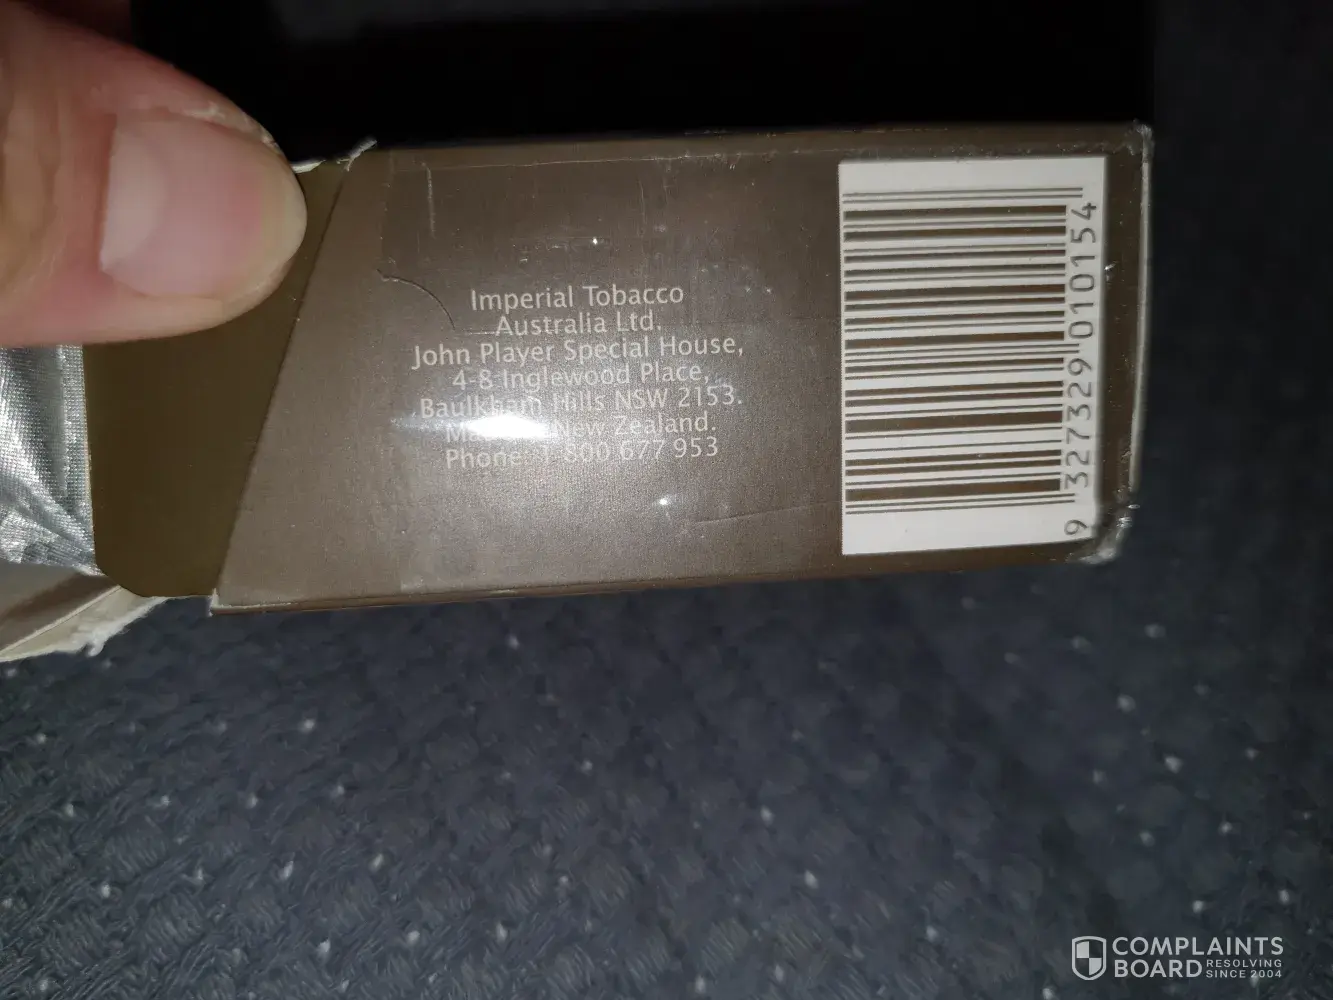 Imperial Tobacco
Australia Ltd.
John Player Special House,
4-8 Inglewood Place,
Baulkham Hills NSW 2153.
New Zealand.
Phone: 1 800 677 953
9 327329 010154
COMPLAINTS
BOARD RESOLVING
SINCE 2004